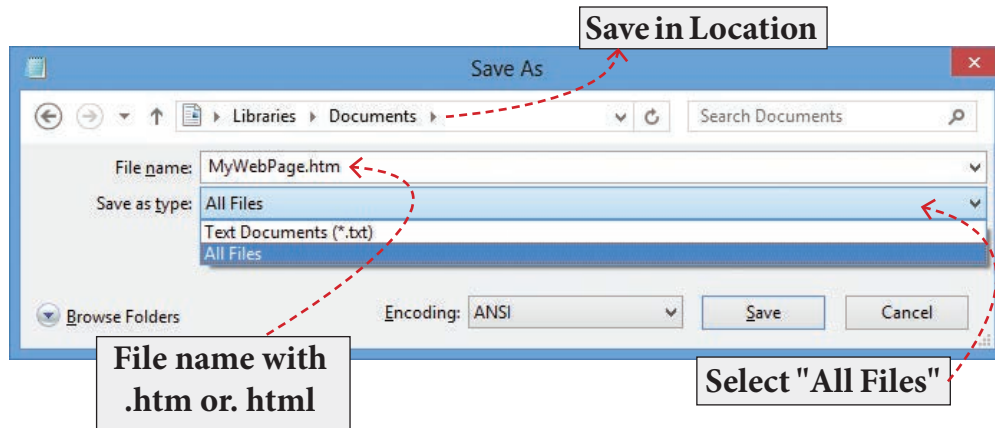 Save in Location
Save As
Libraries Documents Search Documents
File name: MyWebPage.htm
Save as type: All Files
Text Documents (*.txt)
All Files
Browse Folders Encoding: ANSI Save Cancel
File name with
.htm or. html
Select "All Files"